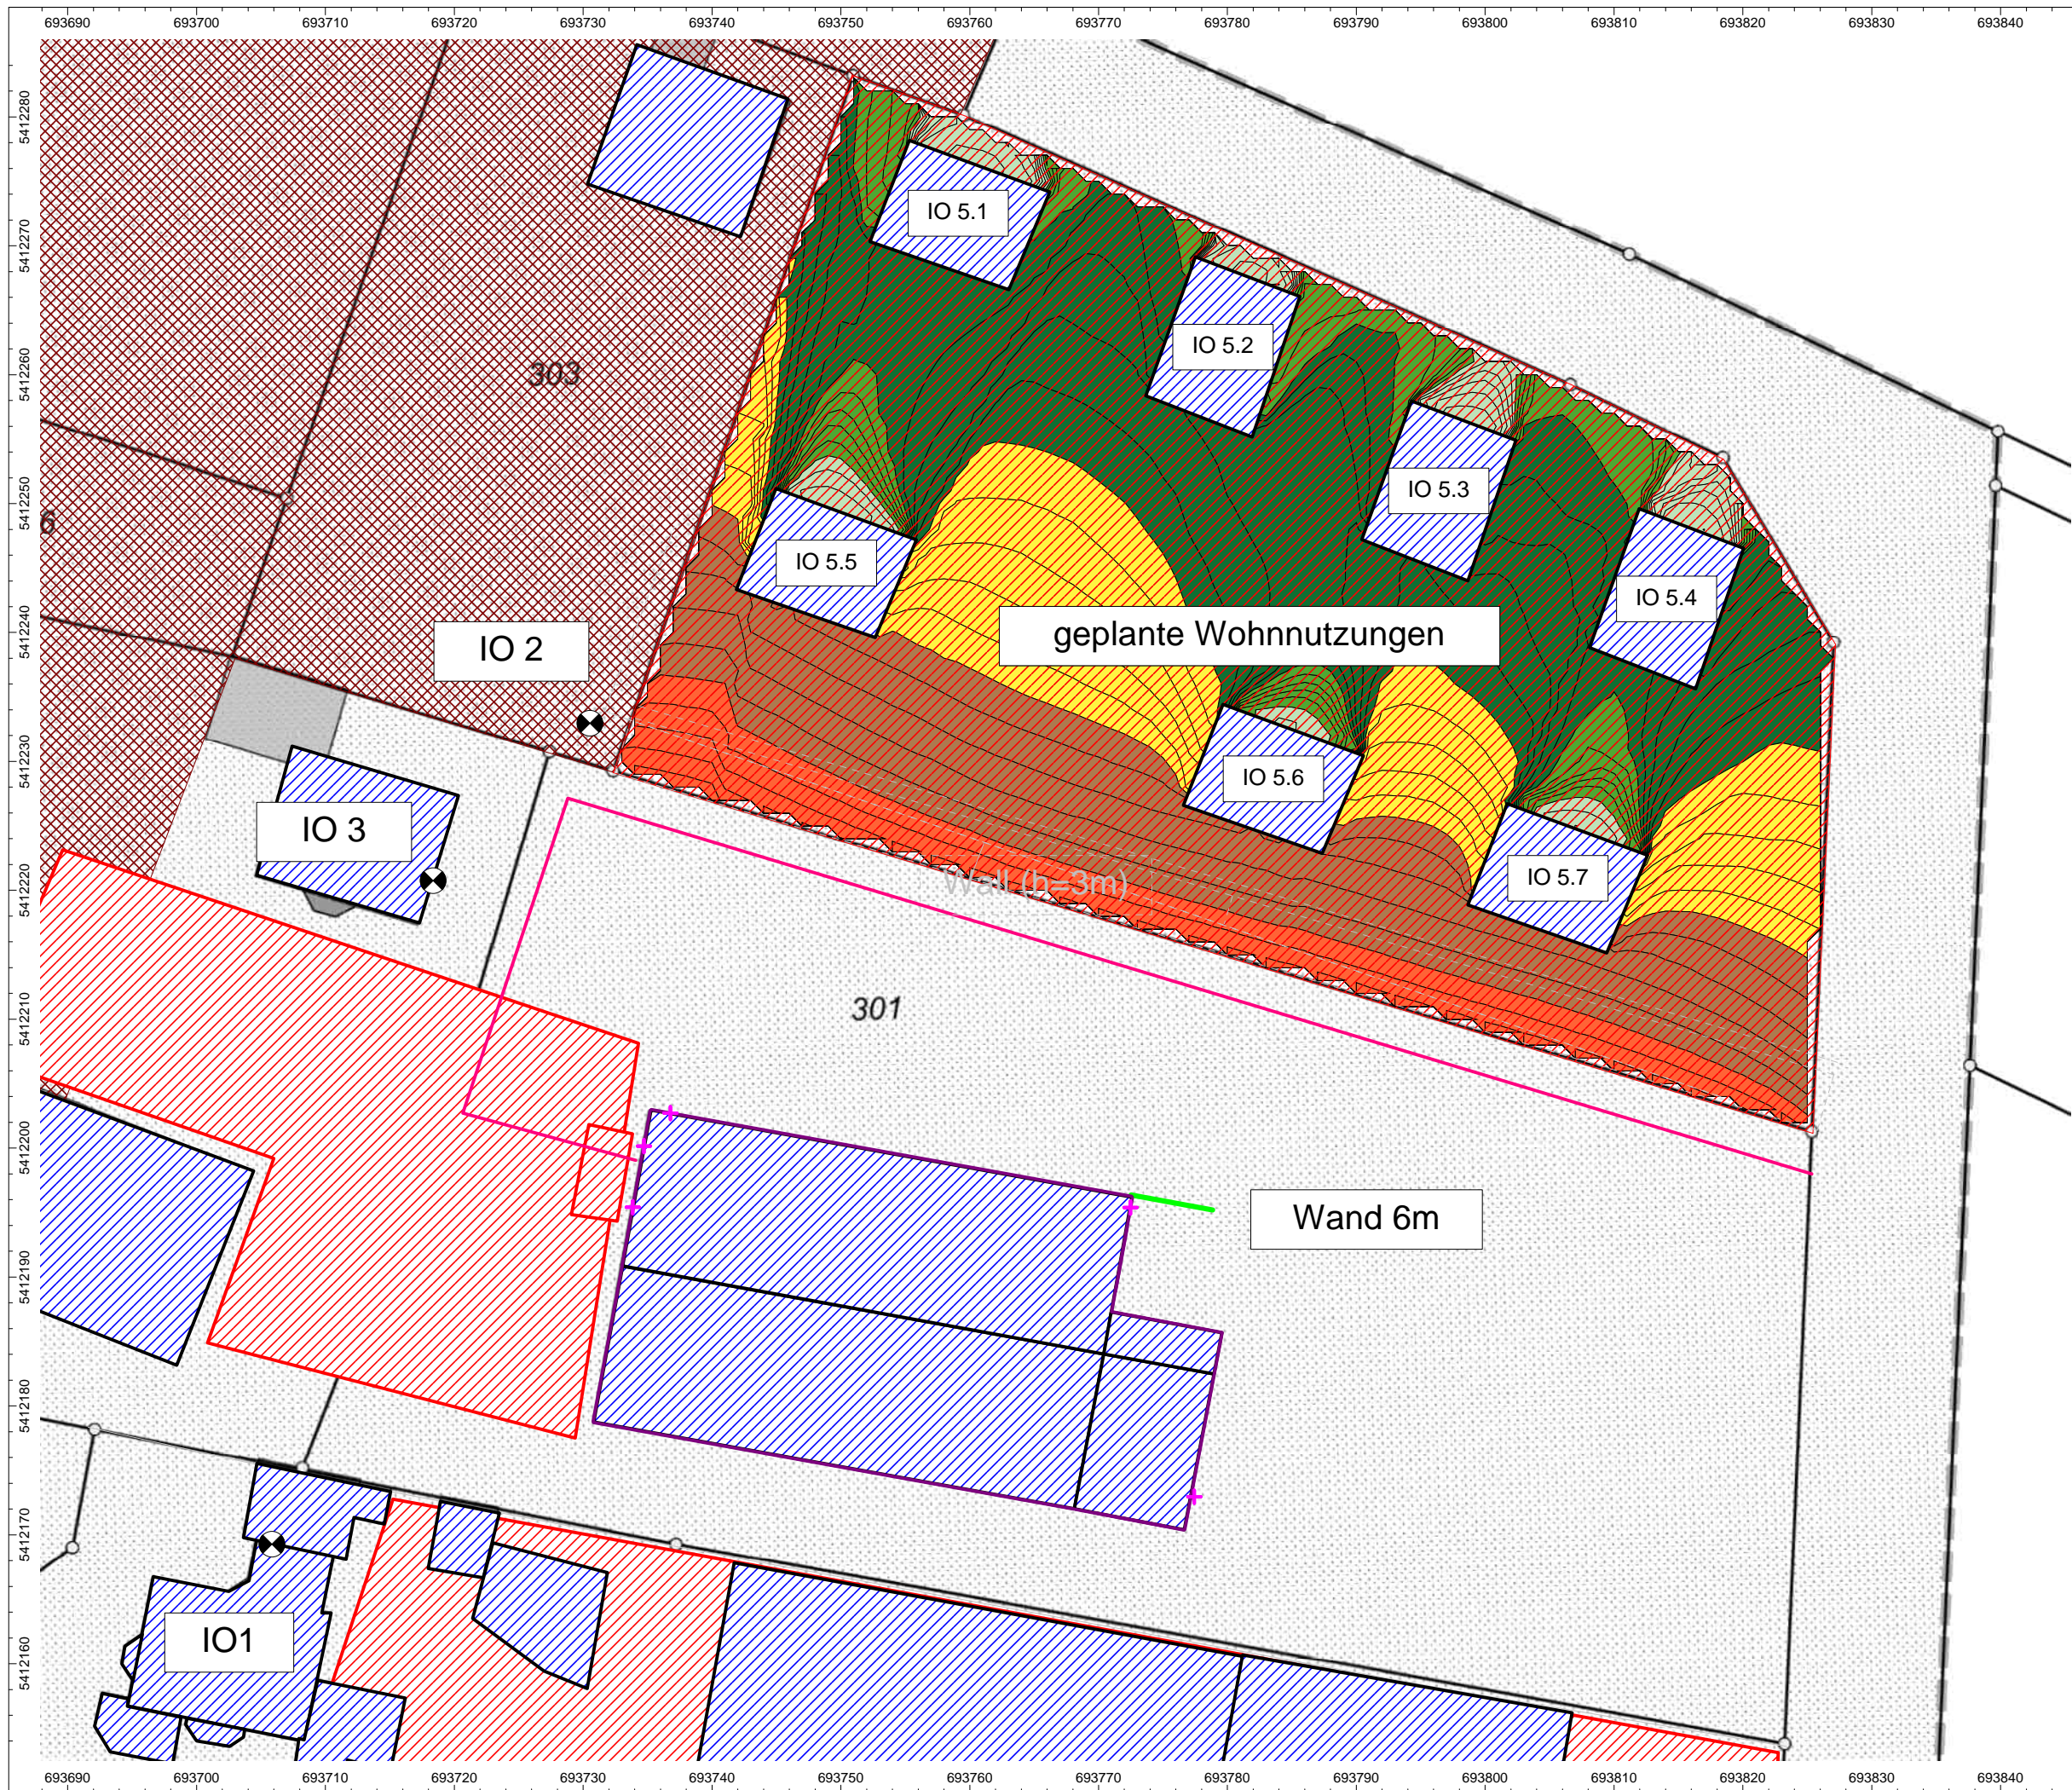 693690 693700 693710 693720 693730 693740 693750 693760 693770 693780 693790 693800 693810 693820 693830 693840
5412280
5412270
5412260
5412250
5412240
5412230
5412220
5412210
5412200
5412190
5412180
5412170
5412160
IO 5.1
IO 5.2
303
IO 5.3
6
IO 5.5
IO 5.4
geplante Wohnnutzungen
IO 2
IO 5.6
IO 3
IO 5.7
Wall (h=3m)
301
Wand 6m
IO1
693690 693700 693710 693720 693730 693740 693750 693760 693770 693780 693790 693800 693810 693820 693830 693840